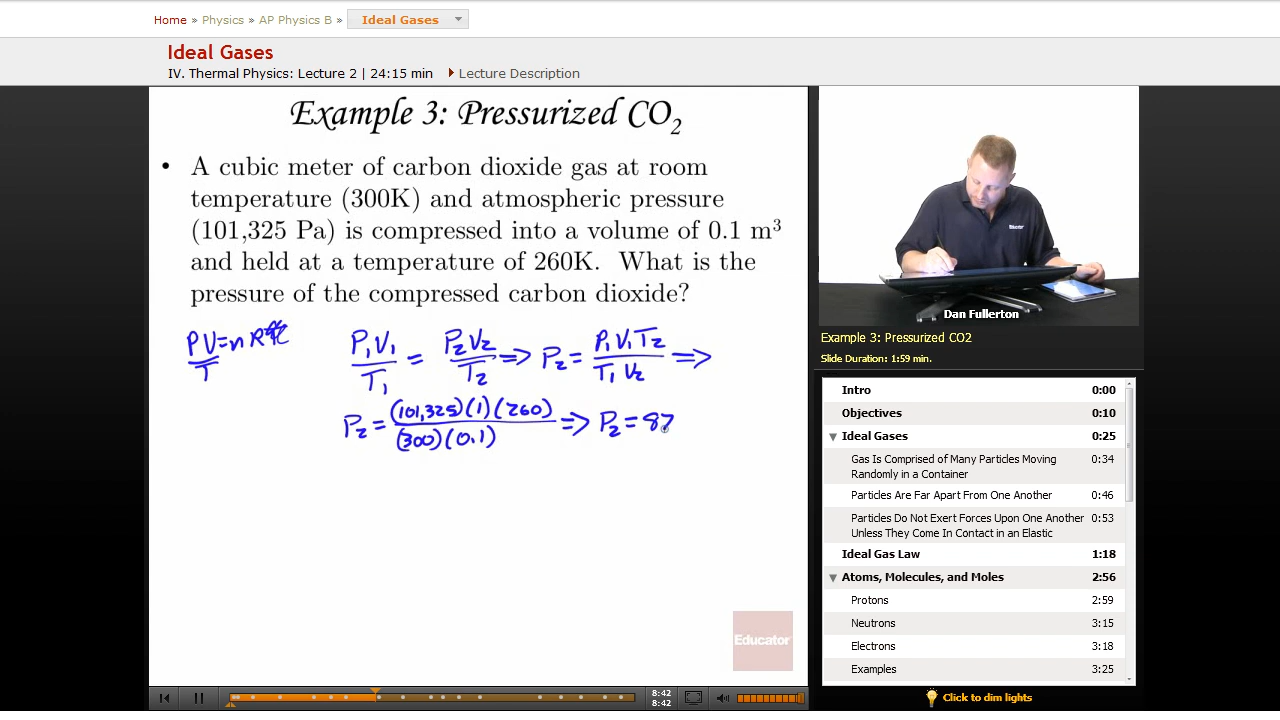 Home » Physics » AP Physics B » Ideal Gases
Ideal Gases
IV. Thermal Physics: Lecture 2 | 24:15 min Lecture Description
Example 3: Pressurized CO₂
• A cubic meter of carbon dioxide gas at room
temperature (300K) and atmospheric pressure
(101,325 Pa) is compressed into a volume of 0.1 m³
and held at a temperature of 260K. What is the
pressure of the compressed carbon dioxide?
PV/T = nR
P₁V₁/T₁ = P₂V₂/T₂ => P₂ = P₁V₁T₂/T₁V₂ =>
P₂ = (101,325)(1)(260)/(300)(0.1) => P₂ = 87
Educator
Educator
Dan Fullerton
Example 3: Pressurized CO2
Slide Duration: 1:59 min.
Intro 0:00
Objectives 0:10
Ideal Gases 0:25
Gas Is Comprised of Many Particles Moving
Randomly in a Container 0:34
Particles Are Far Apart From One Another 0:46
Particles Do Not Exert Forces Upon One Another
Unless They Come In Contact in an Elastic 0:53
Ideal Gas Law 1:18
Atoms, Molecules, and Moles 2:56
Protons 2:59
Neutrons 3:15
Electrons 3:18
Examples 3:25
8:42
8:42
Click to dim lights